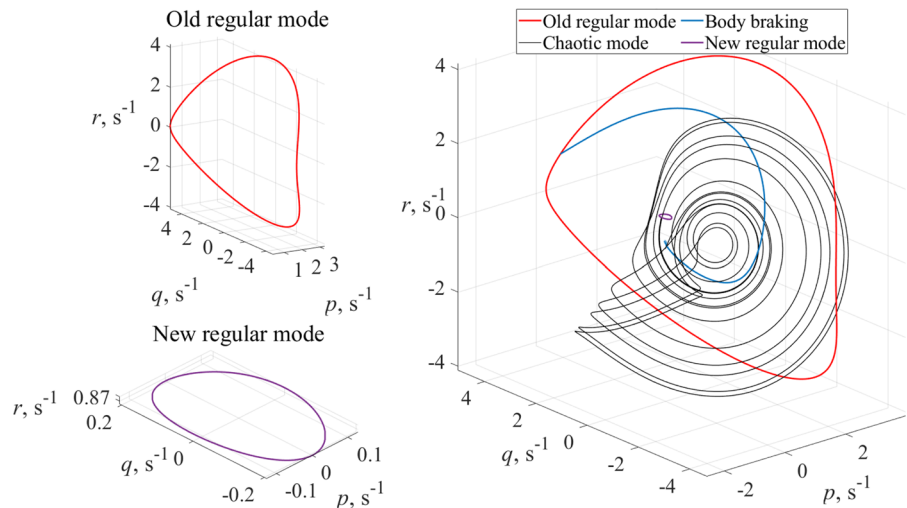 Old regular mode
4
2
r, s-1
0
-2
-4
4 2 0 -2 -4
1 2 3
q, s-1
p, s-1
New regular mode
r, s-1 0.87
0.2
q, s-1 0
-0.2
-0.1
0
0.1
p, s-1
Old regular mode Body braking
Chaotic mode New regular mode
4
2
r, s-1
0
-2
-4
4
2
0
-2
-4
q, s-1
-2
0
2
p, s-1